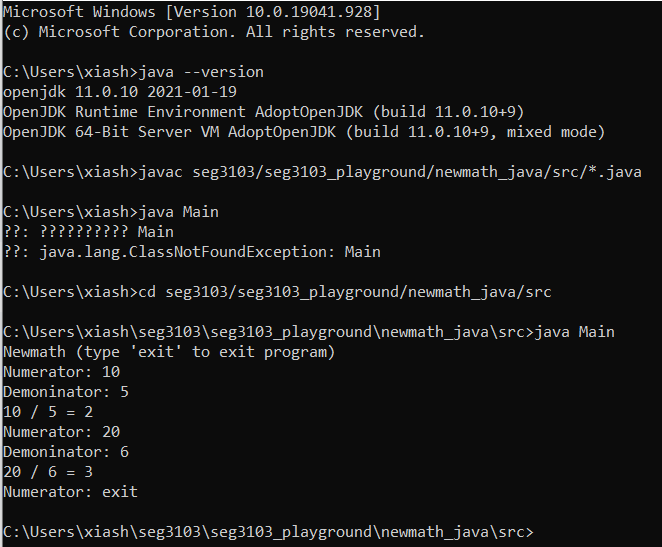 Microsoft Windows [Version 10.0.19041.928]
(c) Microsoft Corporation. All rights reserved.
C:\Users\xiash>java --version
openjdk 11.0.10 2021-01-19
OpenJDK Runtime Environment AdoptOpenJDK (build 11.0.10+9)
OpenJDK 64-Bit Server VM AdoptOpenJDK (build 11.0.10+9, mixed mode)
C:\Users\xiash>javac seg3103/seg3103_playground/newmath_java/src/*.java
C:\Users\xiash>java Main
??: ?????????? Main
??: java.lang.ClassNotFoundException: Main
C:\Users\xiash>cd seg3103/seg3103_playground/newmath_java/src
C:\Users\xiash\seg3103\seg3103_playground\newmath_java\src>java Main
Newmath (type 'exit' to exit program)
Numerator: 10
Demoninator: 5
10 / 5 = 2
Numerator: 20
Demoninator: 6
20 / 6 = 3
Numerator: exit
C:\Users\xiash\seg3103\seg3103_playground\newmath_java\src>